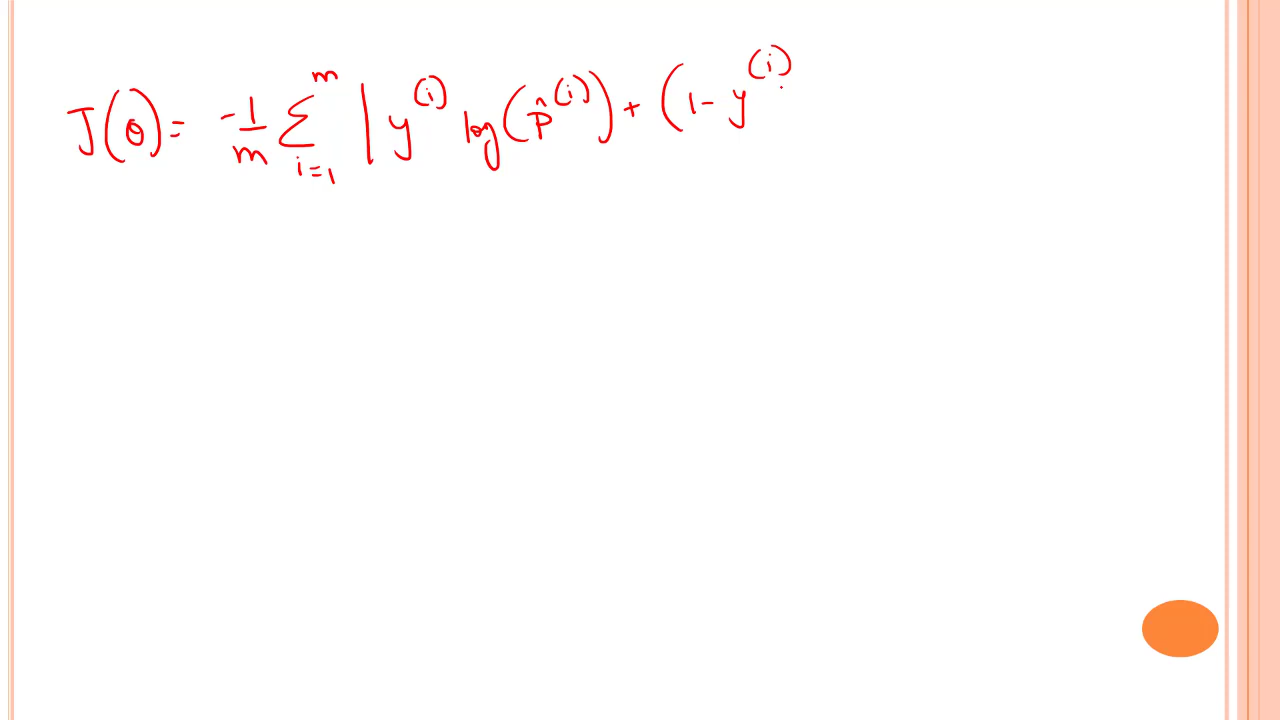 J(θ) = -1/m Σ_{i=1}^{m} | y^{(i)} log(p̂^{(i)}) + (1 - y^{(i)}